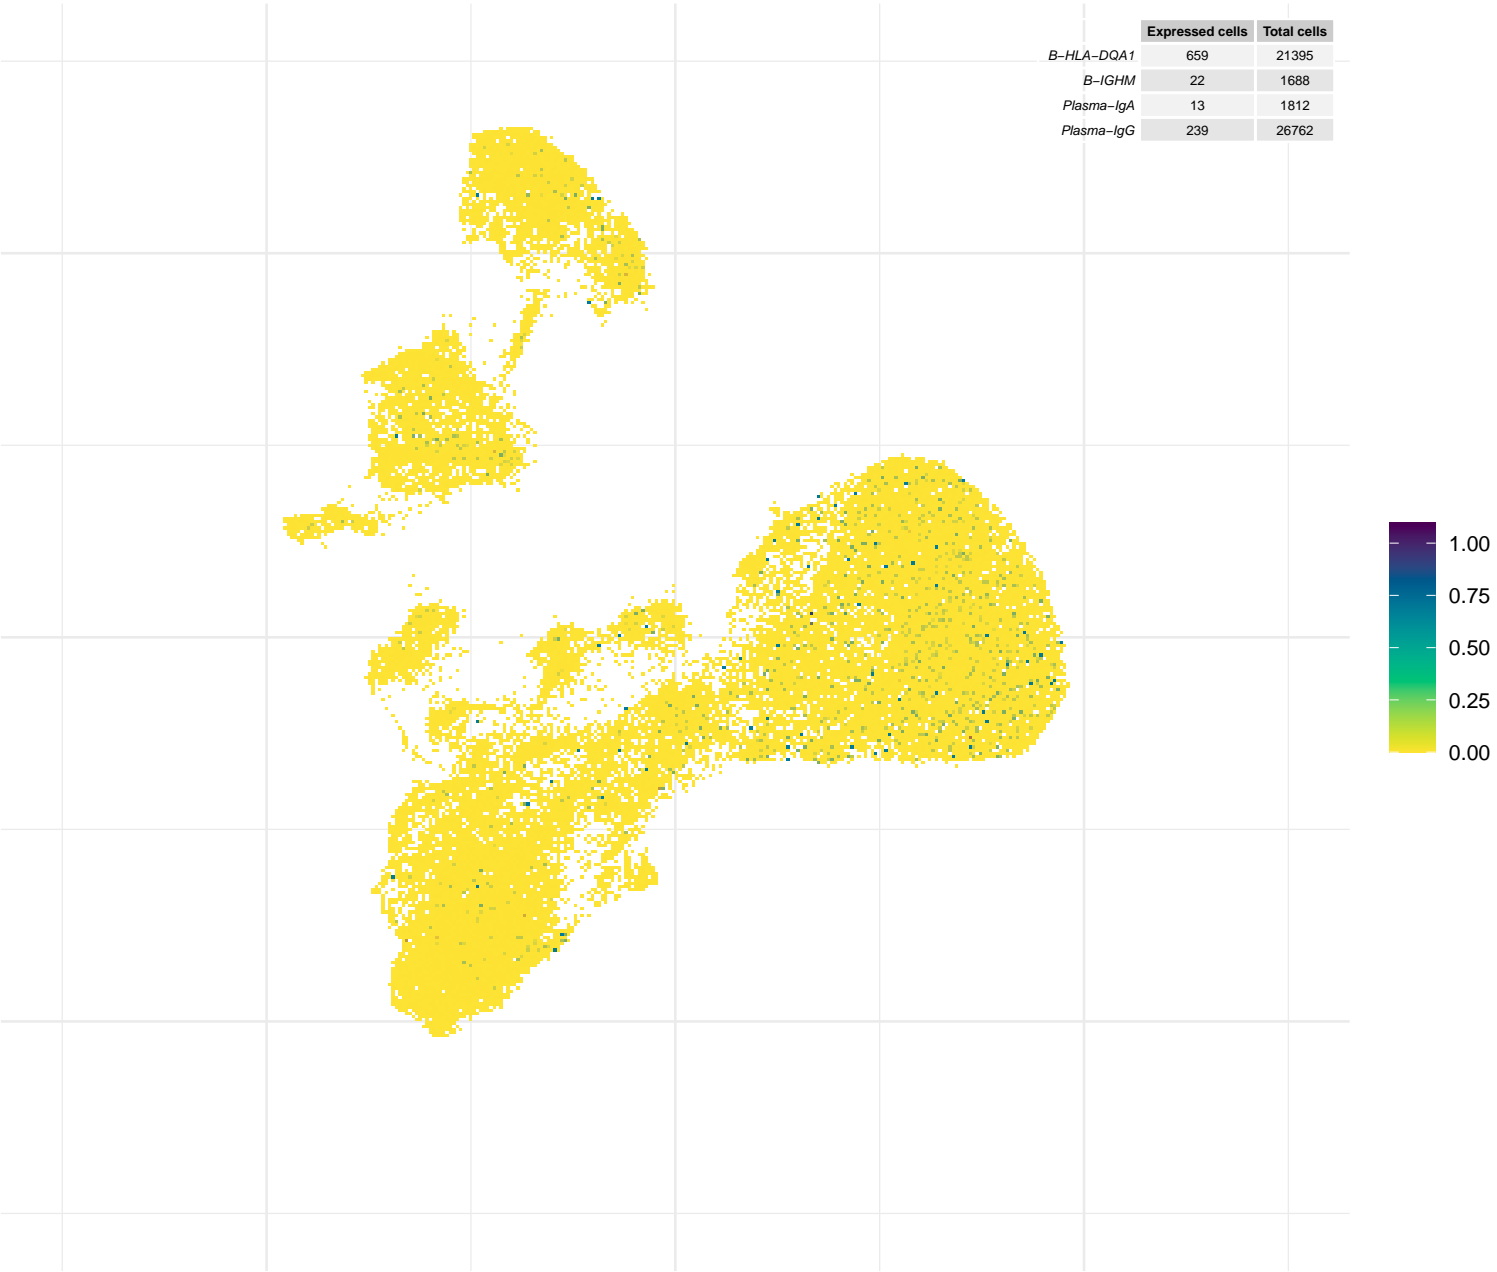 Expressed cells Total cells
B−HLA−DQA1 659 21395
B−IGHM 22 1688
Plasma−IgA 13 1812
Plasma−IgG 239 26762
1.00
0.75
0.50
0.25
0.00